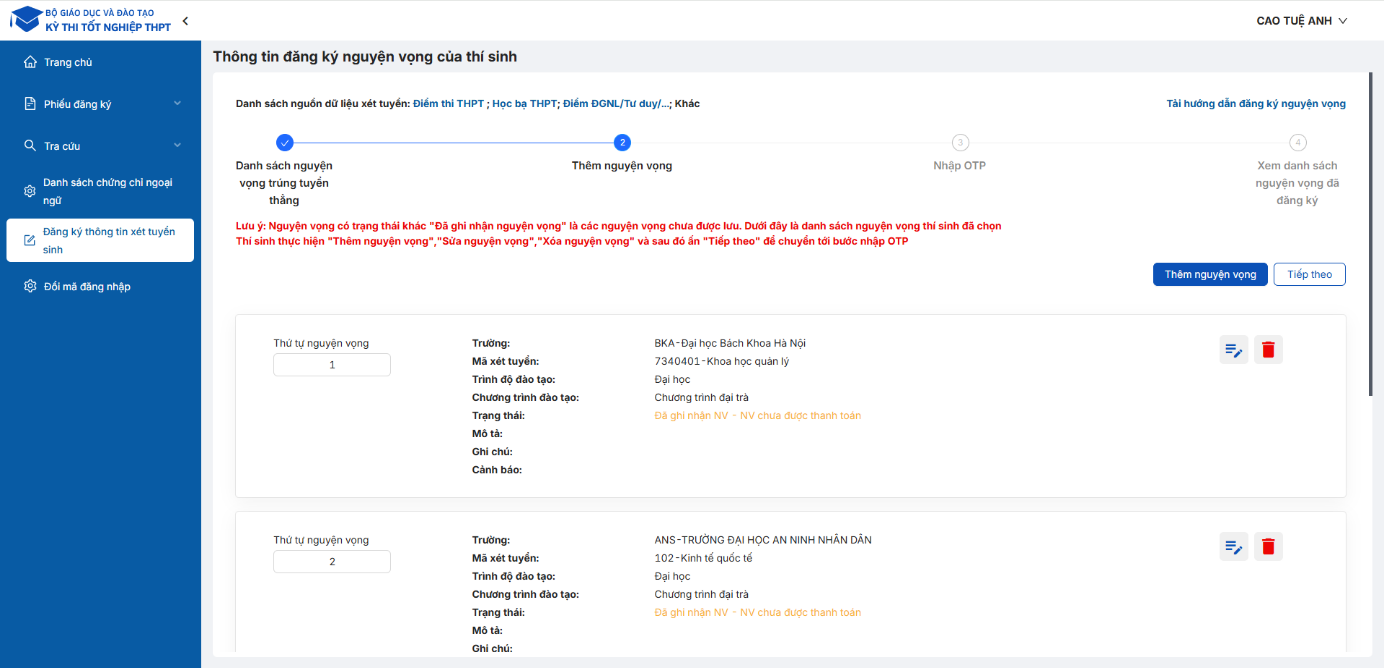 BỘ GIÁO DỤC VÀ ĐÀO TẠO
KỲ THI TỐT NGHIỆP THPT
CAO TUỆ ANH
Trang chủ
Phiếu đăng ký
Tra cứu
Danh sách chứng chỉ ngoại
ngữ
Đăng ký thông tin xét tuyển
sinh
Đổi mã đăng nhập
Thông tin đăng ký nguyện vọng của thí sinh
Danh sách nguồn dữ liệu xét tuyển: Điểm thi THPT ; Học bạ THPT; Điểm ĐGNL/Tư duy/...; Khác
Tải hướng dẫn đăng ký nguyện vọng
2
3
4
Danh sách nguyện
vọng trúng tuyển
thẳng
Thêm nguyện vọng
Nhập OTP
Xem danh sách
nguyện vọng đã
đăng ký
Lưu ý: Nguyện vọng có trạng thái khác "Đã ghi nhận nguyện vọng" là các nguyện vọng chưa được lưu. Dưới đây là danh sách nguyện vọng thí sinh đã chọn
Thí sinh thực hiện "Thêm nguyện vọng","Sửa nguyện vọng","Xóa nguyện vọng" và sau đó ấn "Tiếp theo" để chuyển tới bước nhập OTP
Thêm nguyện vọng
Tiếp theo
Thứ tự nguyện vọng
1
Trường: BKA-Đại học Bách Khoa Hà Nội
Mã xét tuyển: 7340401-Khoa học quản lý
Trình độ đào tạo: Đại học
Chương trình đào tạo: Chương trình đại trà
Trạng thái: Đã ghi nhận NV - NV chưa được thanh toán
Mô tả:
Ghi chú:
Cảnh báo:
Thứ tự nguyện vọng
2
Trường: ANS-TRƯỜNG ĐẠI HỌC AN NINH NHÂN DÂN
Mã xét tuyển: 102-Kinh tế quốc tế
Trình độ đào tạo: Đại học
Chương trình đào tạo: Chương trình đại trà
Trạng thái: Đã ghi nhận NV - NV chưa được thanh toán
Mô tả:
Ghi chú: